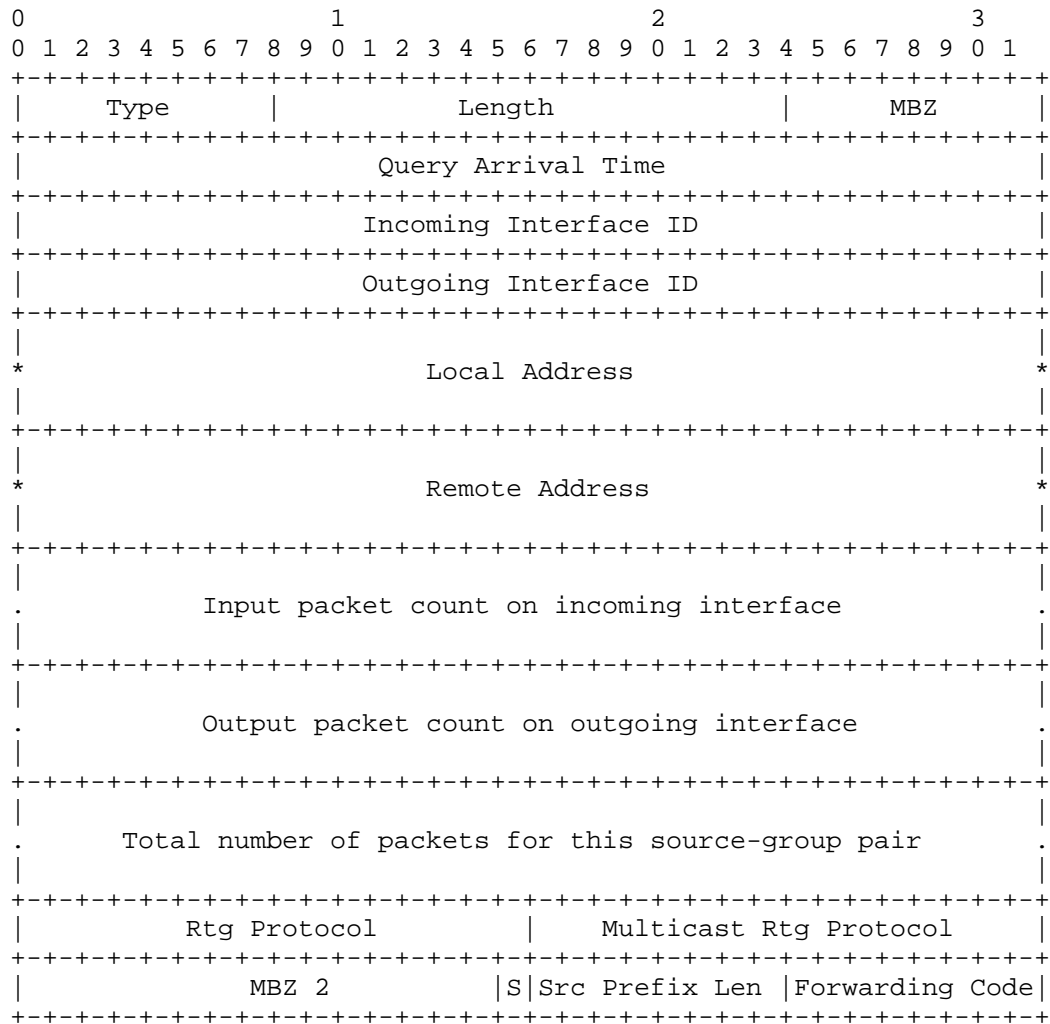 0                   1                   2                   3
0 1 2 3 4 5 6 7 8 9 0 1 2 3 4 5 6 7 8 9 0 1 2 3 4 5 6 7 8 9 0 1
+-+-+-+-+-+-+-+-+-+-+-+-+-+-+-+-+-+-+-+-+-+-+-+-+-+-+-+-+-+-+-+-+
|     Type      |           Length              |      MBZ      |
+-+-+-+-+-+-+-+-+-+-+-+-+-+-+-+-+-+-+-+-+-+-+-+-+-+-+-+-+-+-+-+-+
|                      Query Arrival Time                       |
+-+-+-+-+-+-+-+-+-+-+-+-+-+-+-+-+-+-+-+-+-+-+-+-+-+-+-+-+-+-+-+-+
|                     Incoming Interface ID                     |
+-+-+-+-+-+-+-+-+-+-+-+-+-+-+-+-+-+-+-+-+-+-+-+-+-+-+-+-+-+-+-+-+
|                     Outgoing Interface ID                     |
+-+-+-+-+-+-+-+-+-+-+-+-+-+-+-+-+-+-+-+-+-+-+-+-+-+-+-+-+-+-+-+-+
|                                                               |
*                         Local Address                         *
|                                                               |
+-+-+-+-+-+-+-+-+-+-+-+-+-+-+-+-+-+-+-+-+-+-+-+-+-+-+-+-+-+-+-+-+
|                                                               |
*                         Remote Address                        *
|                                                               |
+-+-+-+-+-+-+-+-+-+-+-+-+-+-+-+-+-+-+-+-+-+-+-+-+-+-+-+-+-+-+-+-+
|                                                               |
.           Input packet count on incoming interface            .
|                                                               |
+-+-+-+-+-+-+-+-+-+-+-+-+-+-+-+-+-+-+-+-+-+-+-+-+-+-+-+-+-+-+-+-+
|                                                               |
.           Output packet count on outgoing interface           .
|                                                               |
+-+-+-+-+-+-+-+-+-+-+-+-+-+-+-+-+-+-+-+-+-+-+-+-+-+-+-+-+-+-+-+-+
|                                                               |
.      Total number of packets for this source-group pair       .
|                                                               |
+-+-+-+-+-+-+-+-+-+-+-+-+-+-+-+-+-+-+-+-+-+-+-+-+-+-+-+-+-+-+-+-+
|          Rtg Protocol         |    Multicast Rtg Protocol     |
+-+-+-+-+-+-+-+-+-+-+-+-+-+-+-+-+-+-+-+-+-+-+-+-+-+-+-+-+-+-+-+-+
|              MBZ 2          |S|Src Prefix Len |Forwarding Code|
+-+-+-+-+-+-+-+-+-+-+-+-+-+-+-+-+-+-+-+-+-+-+-+-+-+-+-+-+-+-+-+-+